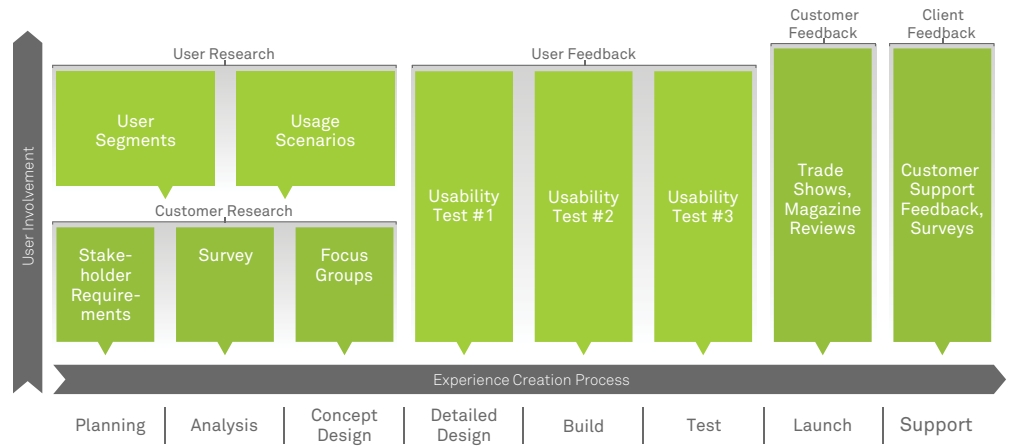 Customer
Feedback
Client
Feedback
User Research
User Feedback
User
Segments
Usage
Scenarios
Usability
Test #1
Usability
Test #2
Usability
Test #3
Trade
Shows,
Magazine
Reviews
Customer
Support
Feedback,
Surveys
User Involvement
Customer Research
Stake-
holder
Require-
ments
Survey
Focus
Groups
Experience Creation Process
Planning
Analysis
Concept
Design
Detailed
Design
Build
Test
Launch
Support